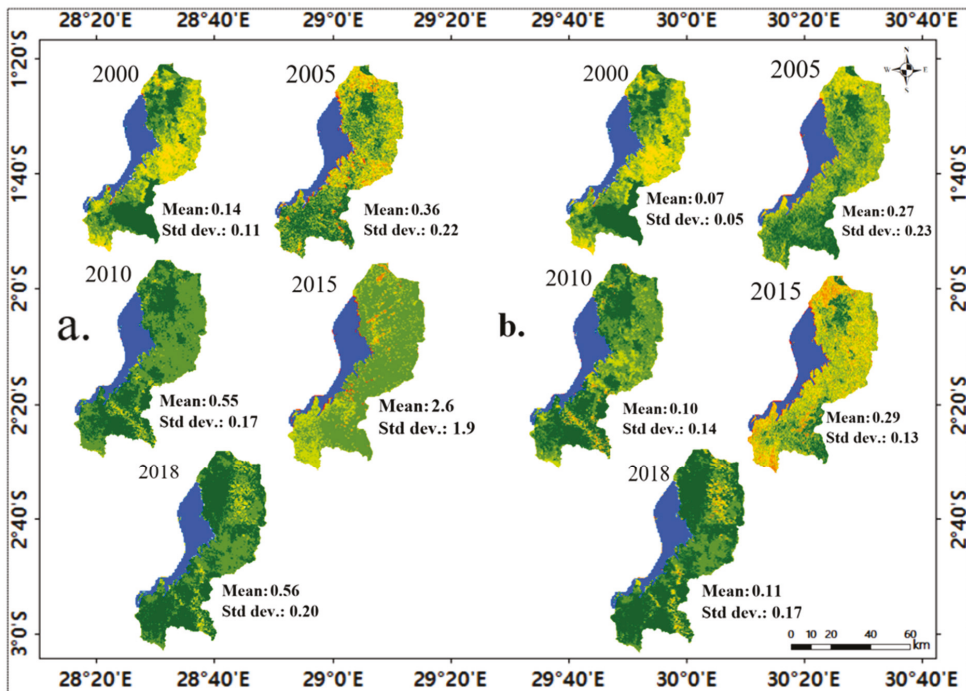 28°20'E 28°40'E 29°0'E 29°20'E 29°40'E 30°0'E 30°20'E 30°40'E
1°20'S
1°40'S
2°0'S
2°20'S
2°40'S
3°0'S
2000
2005
Mean: 0.14
Std dev.: 0.11
Mean: 0.36
Std dev.: 0.22
2010
2015
a.
Mean: 0.55
Std dev.: 0.17
Mean: 2.6
Std dev.: 1.9
2018
Mean: 0.56
Std dev.: 0.20
2000
2005
N
W E
S
Mean: 0.07
Std dev.: 0.05
Mean: 0.27
Std dev.: 0.23
2010
2015
b.
Mean: 0.10
Std dev.: 0.14
Mean: 0.29
Std dev.: 0.13
2018
Mean: 0.11
Std dev.: 0.17
0 10 20 40 60
km
1°40'S
2°0'S
2°20'S
2°40'S
28°20'E 28°40'E 29°0'E 29°20'E 29°40'E 30°0'E 30°20'E 30°40'E